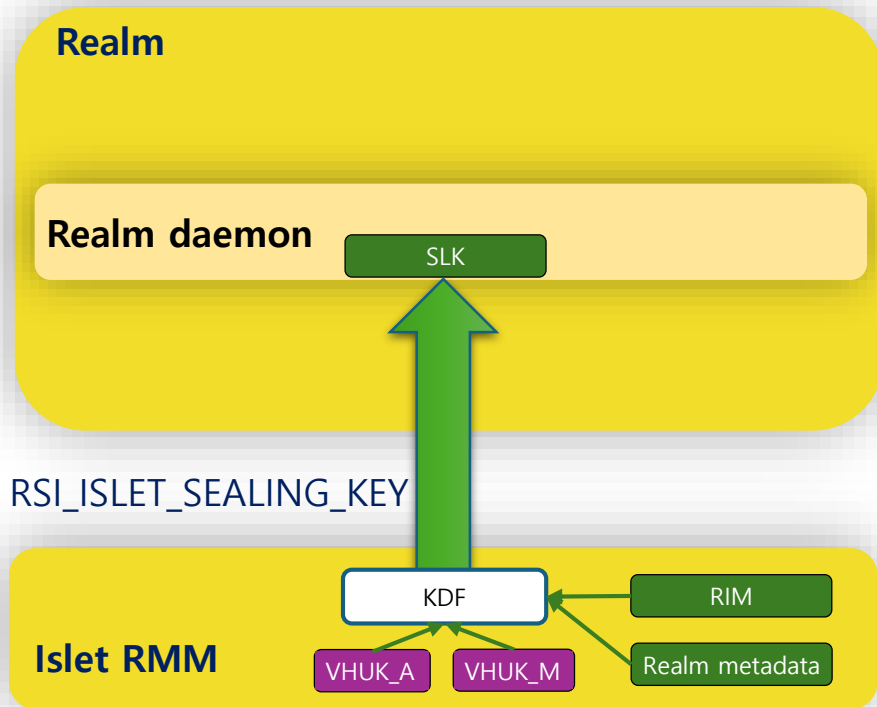 Realm
Realm daemon
SLK
RSI_ISLET_SEALING_KEY
KDF
RIM
Islet RMM
VHUK_A
VHUK_M
Realm metadata